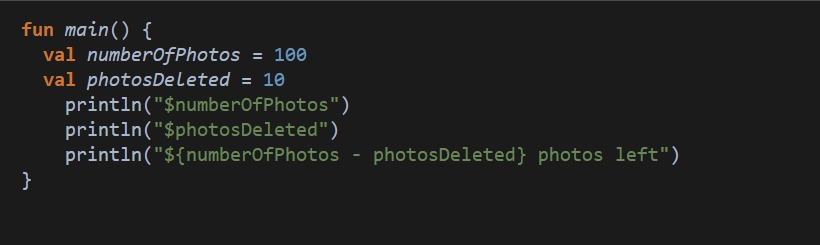 fun main() {
  val numberOfPhotos = 100
  val photosDeleted = 10
    println("$numberOfPhotos")
    println("$photosDeleted")
    println("${numberOfPhotos - photosDeleted} photos left")
}